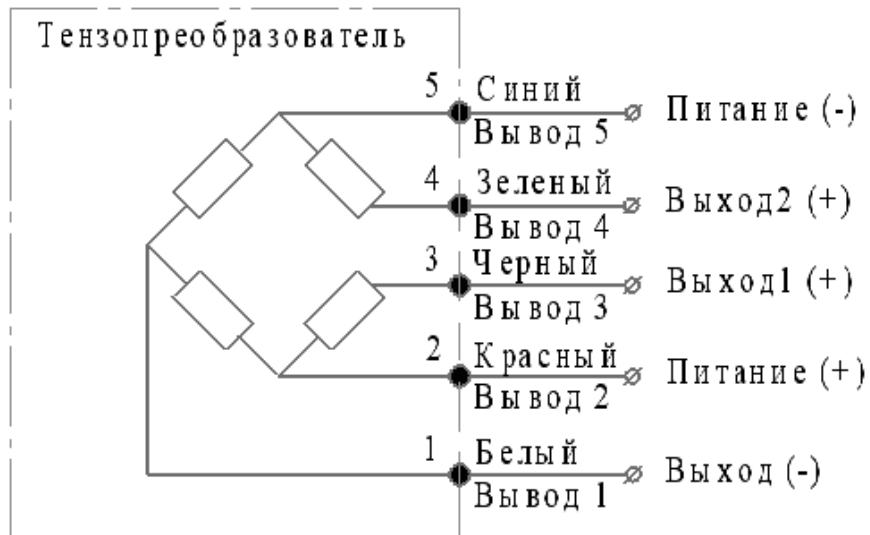 Тензопреобразователь
5 Синий Питание (-)
Вывод 5
4 Зеленый Выход2 (+)
Вывод 4
3 Черный Выход1 (+)
Вывод 3
2 Красный Питание (+)
Вывод 2
1 Белый Выход (-)
Вывод 1